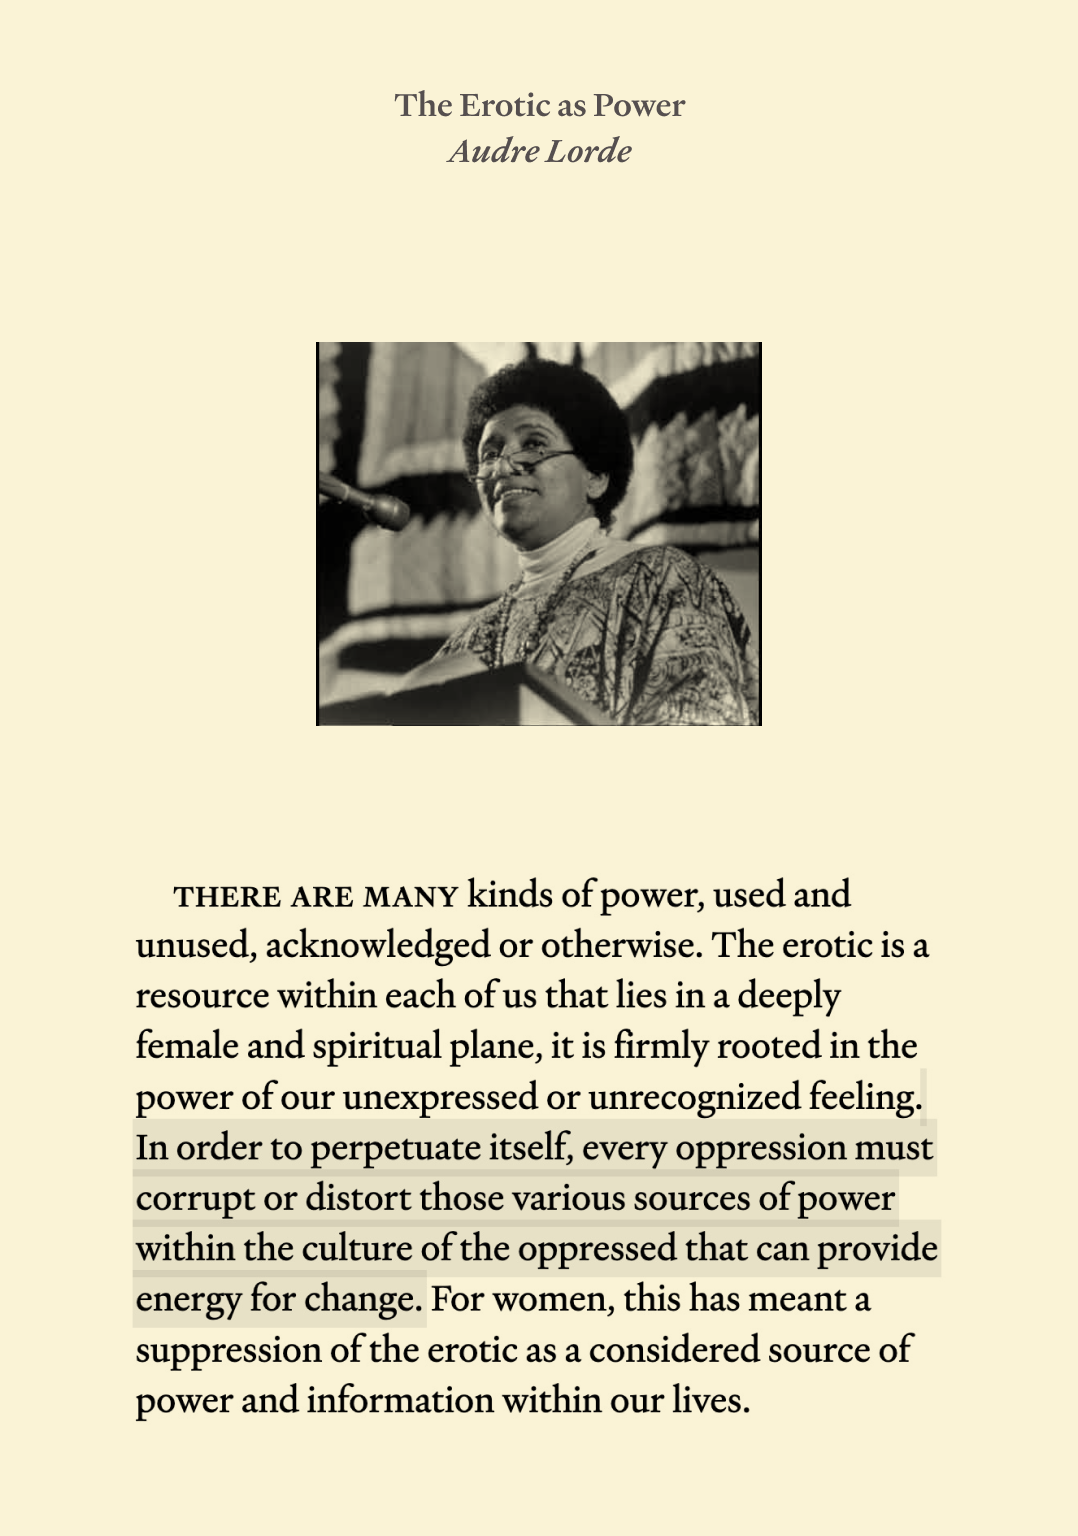 The Erotic as Power
Audre Lorde
THERE ARE MANY kinds of power, used and
unused, acknowledged or otherwise. The erotic is a
resource within each of us that lies in a deeply
female and spiritual plane, it is firmly rooted in the
power of our unexpressed or unrecognized feeling.
In order to perpetuate itself, every oppression must
corrupt or distort those various sources of power
within the culture of the oppressed that can provide
energy for change. For women, this has meant a
suppression of the erotic as a considered source of
power and information within our lives.